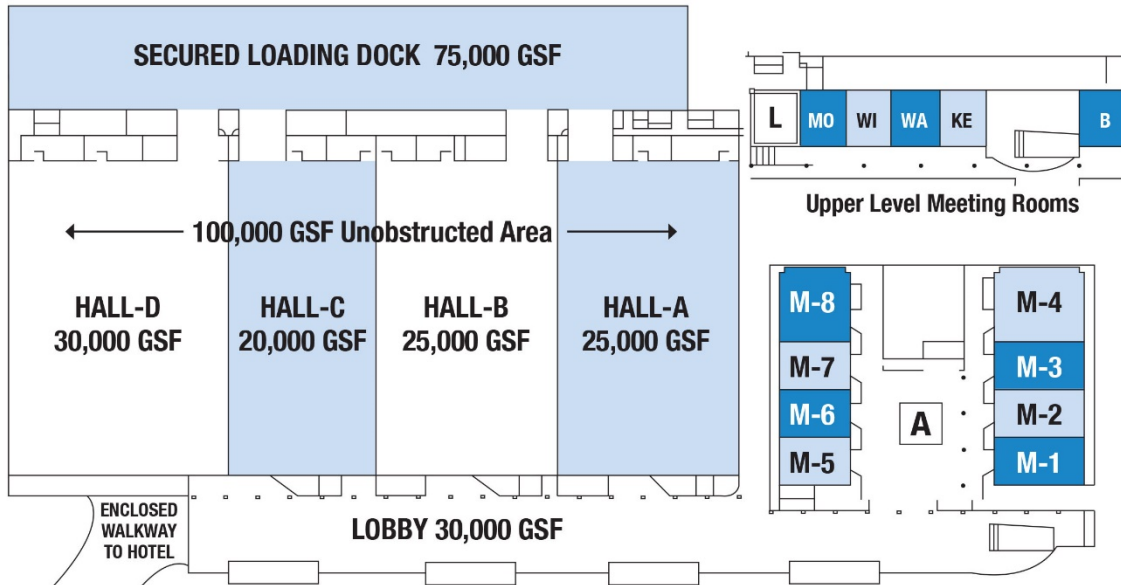 SECURED LOADING DOCK 75,000 GSF
L
MO
WI
WA
KE
B
Upper Level Meeting Rooms
100,000 GSF Unobstructed Area
HALL-D
30,000 GSF
HALL-C
20,000 GSF
HALL-B
25,000 GSF
HALL-A
25,000 GSF
M-8
M-7
M-6
M-5
A
M-4
M-3
M-2
M-1
ENCLOSED
WALKWAY
TO HOTEL
LOBBY 30,000 GSF